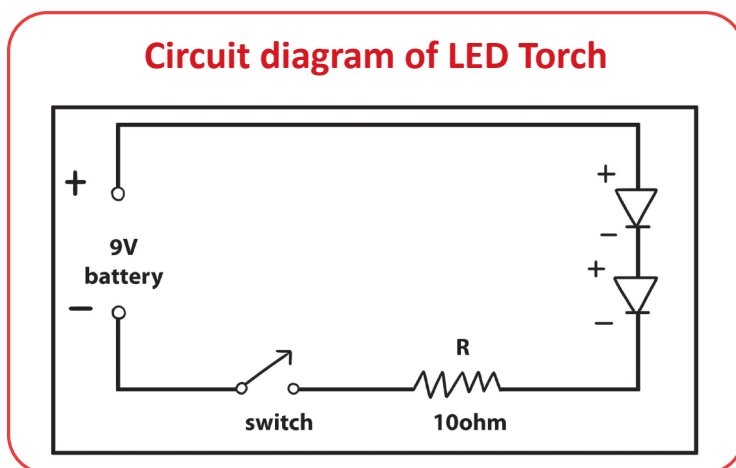 Circuit diagram of LED Torch
+
+
−
9V
battery
+
−
−
R
switch
10ohm